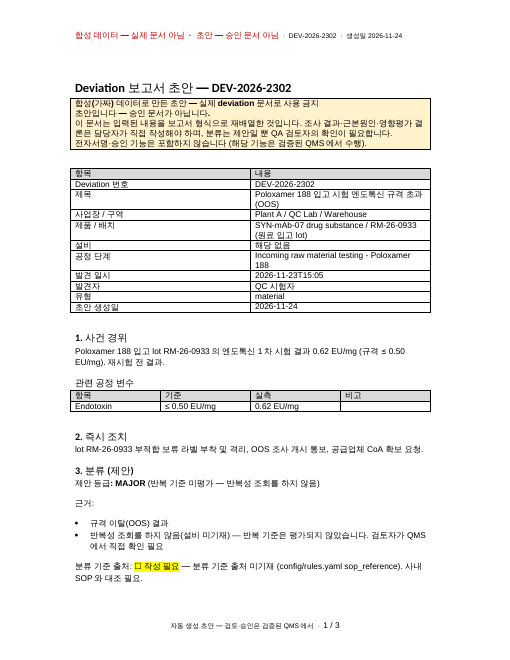 합성 데이터 — 실제 문서 아님 · 초안 — 승인 문서 아님 · DEV-2026-2302 · 생성일 2026-11-24
Deviation 보고서 초안 — DEV-2026-2302
합성(가짜) 데이터로 만든 초안 — 실제 deviation 문서로 사용 금지
초안입니다 — 승인 문서가 아닙니다.
이 문서는 입력된 내용을 보고서 형식으로 재배열한 것입니다. 조사 결과·근본원인·영향평가 결
론은 담당자가 직접 작성해야 하며, 분류는 제안일 뿐 QA 검토자의 확인이 필요합니다.
전자서명·승인 기능은 포함하지 않습니다 (해당 기능은 검증된 QMS 에서 수행).
항목 내용
Deviation 번호 DEV-2026-2302
제목 Poloxamer 188 입고 시험 엔도톡신 규격 초과
(OOS)
사업장 / 구역 Plant A / QC Lab / Warehouse
제품 / 배치 SYN-mAb-07 drug substance / RM-26-0933
(원료 입고 lot)
설비 해당 없음
공정 단계 Incoming raw material testing - Poloxamer
188
발견 일시 2026-11-23T15:05
발견자 QC 시험자
유형 material
초안 생성일 2026-11-24
1. 사건 경위
Poloxamer 188 입고 lot RM-26-0933 의 엔도톡신 1 차 시험 결과 0.62 EU/mg (규격 ≤ 0.50
EU/mg). 재시험 전 결과.
관련 공정 변수
항목 기준 실측 비고
Endotoxin ≤ 0.50 EU/mg 0.62 EU/mg
2. 즉시 조치
lot RM-26-0933 부적합 보류 라벨 부착 및 격리, OOS 조사 개시 통보, 공급업체 CoA 확보 요청.
3. 분류 (제안)
제안 등급: MAJOR (반복 기준 미평가 — 반복성 조회를 하지 않음)
근거:
• 규격 이탈(OOS) 결과
• 반복성 조회를 하지 않음(설비 미기재) — 반복 기준은 평가되지 않았습니다. 검토자가 QMS
에서 직접 확인 필요
분류 기준 출처: ☐ 작성 필요 — 분류 기준 출처 미기재 (config/rules.yaml sop_reference). 사내
SOP 와 대조 필요.
자동 생성 초안 — 검토·승인은 검증된 QMS 에서 · 1 / 3